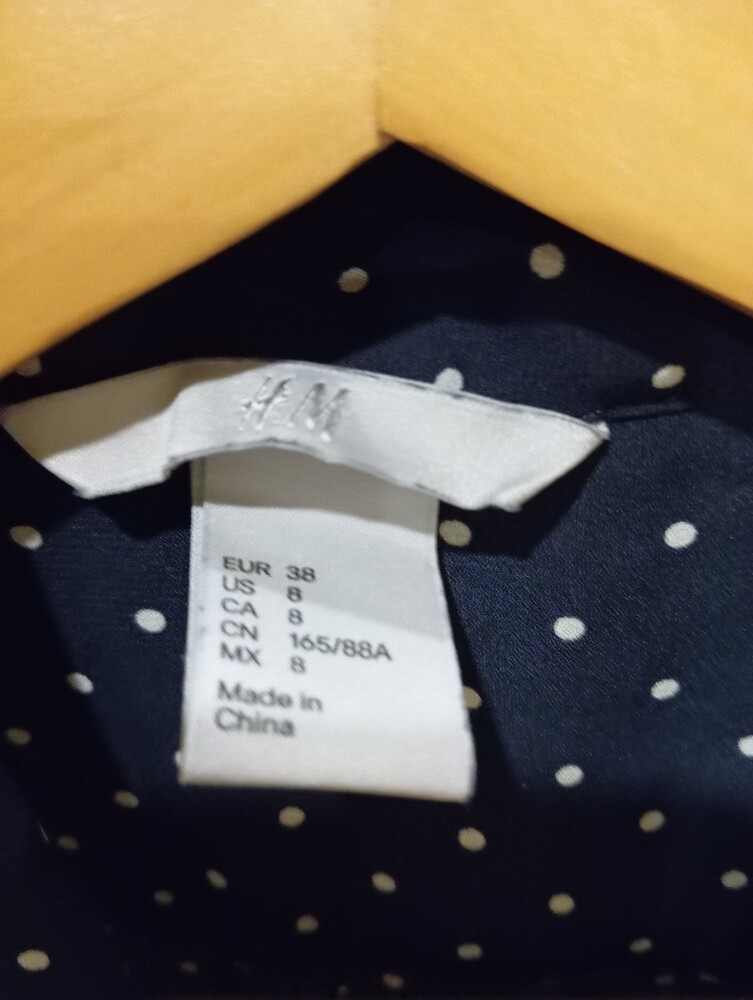 H&M
EUR 38
US 8
CA 8
CN 165/88A
MX 8
Made in
China